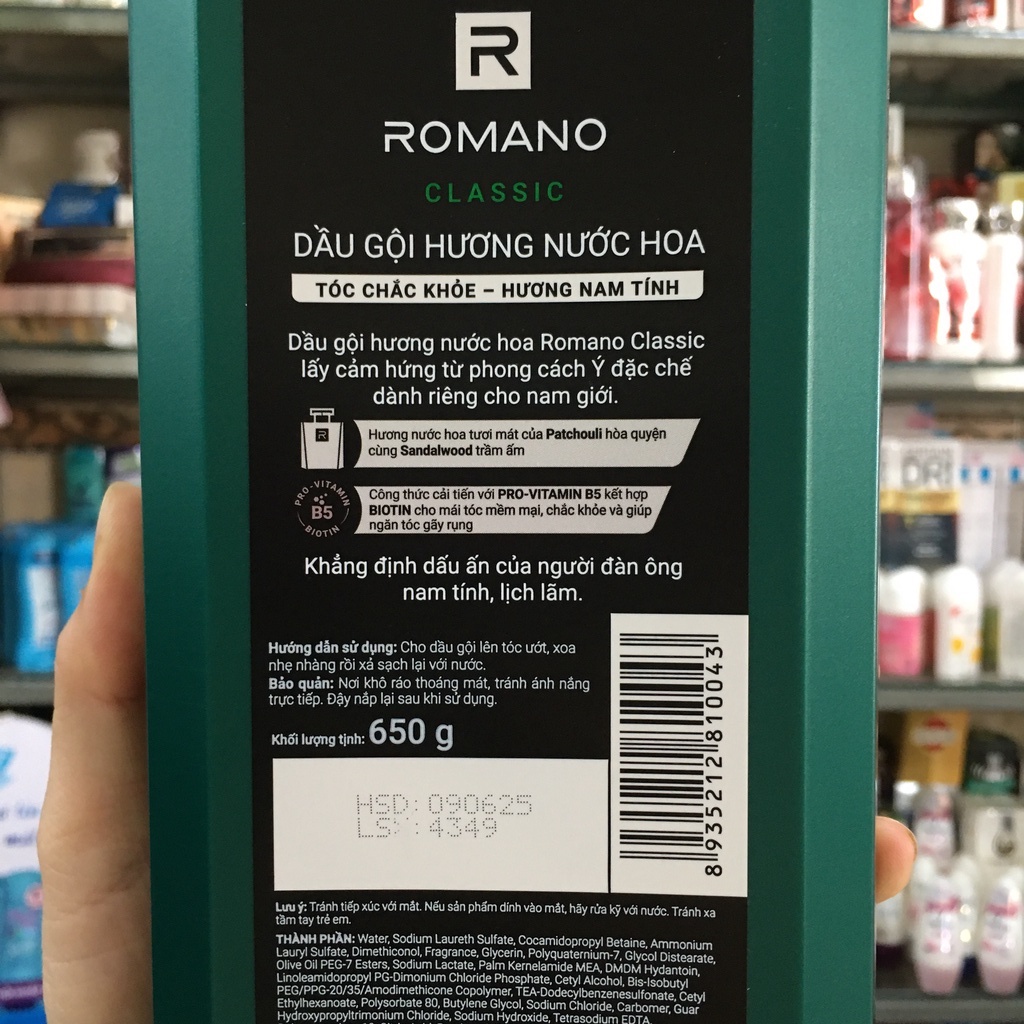 R
ROMANO
CLASSIC
DẦU GỘI HƯƠNG NƯỚC HOA
TÓC CHẮC KHỎE – HƯƠNG NAM TÍNH
Dầu gội hương nước hoa Romano Classic
lấy cảm hứng từ phong cách Ý đặc chế
dành riêng cho nam giới.
R
Hương nước hoa tươi mát của Patchouli hòa quyện
cùng Sandalwood trầm ấm
PRO-VITAMIN
B5
BIOTIN
Công thức cải tiến với PRO-VITAMIN B5 kết hợp
BIOTIN cho mái tóc mềm mại, chắc khỏe và giúp
ngăn tóc gãy rụng
Khẳng định dấu ấn của người đàn ông
nam tính, lịch lãm.
Hướng dẫn sử dụng: Cho dầu gội lên tóc ướt, xoa
nhẹ nhàng rồi xả sạch lại với nước.
Bảo quản: Nơi khô ráo thoáng mát, tránh ánh nắng
trực tiếp. Đậy nắp lại sau khi sử dụng.
Khối lượng tịnh: 650 g
8 935212 810043
HSD: 090625
4349
Lưu ý: Tránh tiếp xúc với mắt. Nếu sản phẩm dính vào mắt, hãy rửa kỹ với nước. Tránh xa
tầm tay trẻ em.
THÀNH PHẦN: Water, Sodium Laureth Sulfate, Cocamidopropyl Betaine, Ammonium
Lauryl Sulfate, Dimethiconol, Fragrance, Glycerin, Polyquaternium-7, Glycol Distearate,
Olive Oil PEG-7 Esters, Sodium Lactate, Palm Kernelamide MEA, DMDM Hydantoin,
Linoleamidopropyl PG-Dimonium Chloride Phosphate, Cetyl Alcohol, Bis-Isobutyl
PEG/PPG-20/35/Amodimethicone Copolymer, TEA-Dodecylbenzenesulfonate, Cetyl
Ethylhexanoate, Polysorbate 80, Butylene Glycol, Sodium Chloride, Carbomer, Guar
Hydroxypropyltrimonium Chloride, Sodium Hydroxide, Tetrasodium EDTA,
DRI